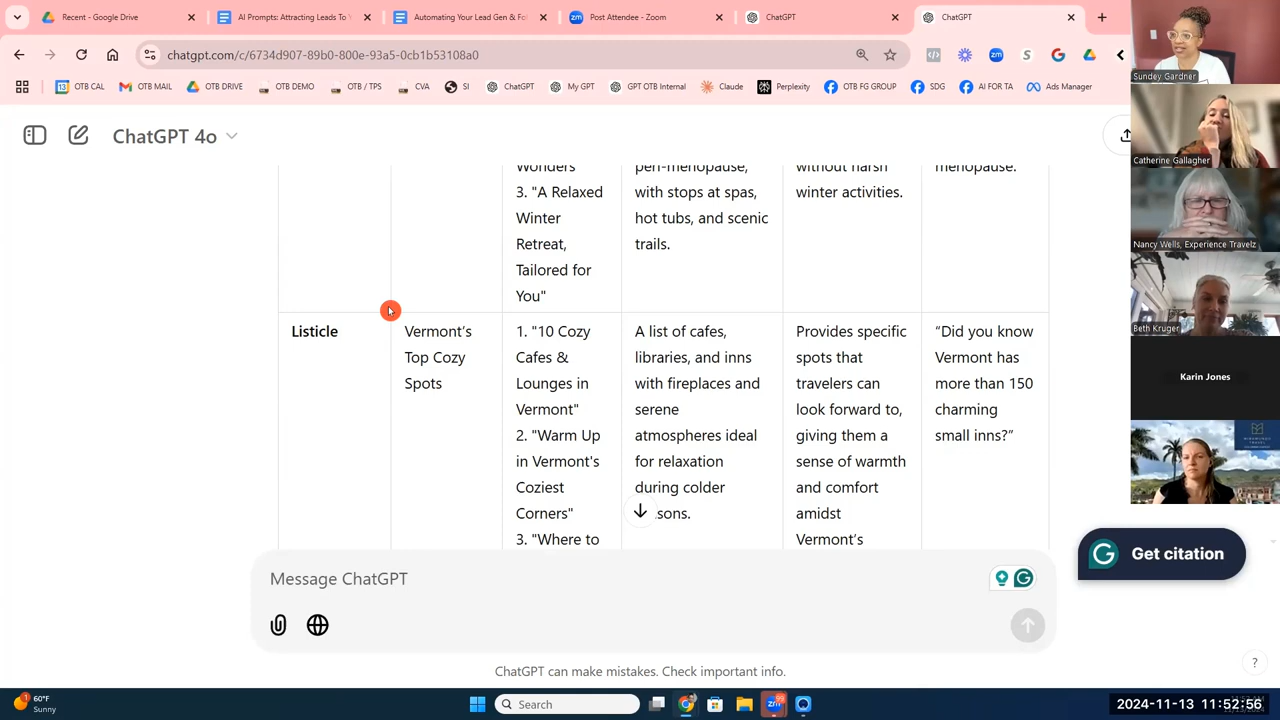 Recent - Google Drive
AI Prompts: Attracting Leads To Y
Automating Your Lead Gen & Fol
Post Attendee - Zoom
ChatGPT
ChatGPT
chatgpt.com/c/6734d907-89b0-800e-93a5-0cb1b53108a0
OTB CAL
OTB MAIL
OTB DRIVE
OTB DEMO
OTB / TPS
CVA
ChatGPT
My GPT
GPT OTB Internal
Claude
Perplexity
OTB FG GROUP
SDG
AI FOR TA
Ads Manager
ChatGPT 4o
Wonders
3. "A Relaxed
Winter
Retreat,
Tailored for
You"
peri-menopause,
with stops at spas,
hot tubs, and scenic
trails.
without harsh
winter activities.
menopause.
Listicle
Vermont's
Top Cozy
Spots
1. "10 Cozy
Cafes &
Lounges in
Vermont"
2. "Warm Up
in Vermont's
Coziest
Corners"
3. "Where to
A list of cafes,
libraries, and inns
with fireplaces and
serene
atmospheres ideal
for relaxation
during colder
sons.
Provides specific
spots that
travelers can
look forward to,
giving them a
sense of warmth
and comfort
amidst
Vermont's
"Did you know
Vermont has
more than 150
charming
small inns?"
Message ChatGPT
ChatGPT can make mistakes. Check important info.
Get citation
?
Sundey Gardner
Catherine Gallagher
Nancy Wells, Experience Travelz
Beth Kruger
Karin Jones
60°F
Sunny
Search
2024-11-13 11:52:56